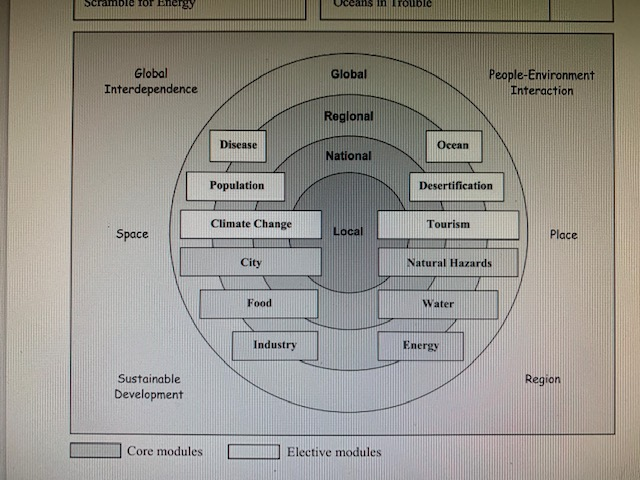 Scramble for Energy
Oceans in Trouble
Global
Interdependence
Global
People-Environment
Interaction
Regional
Disease
Ocean
National
Population
Desertification
Climate Change
Tourism
Space
Local
Place
City
Natural Hazards
Food
Water
Industry
Energy
Sustainable
Development
Region
Core modules
Elective modules